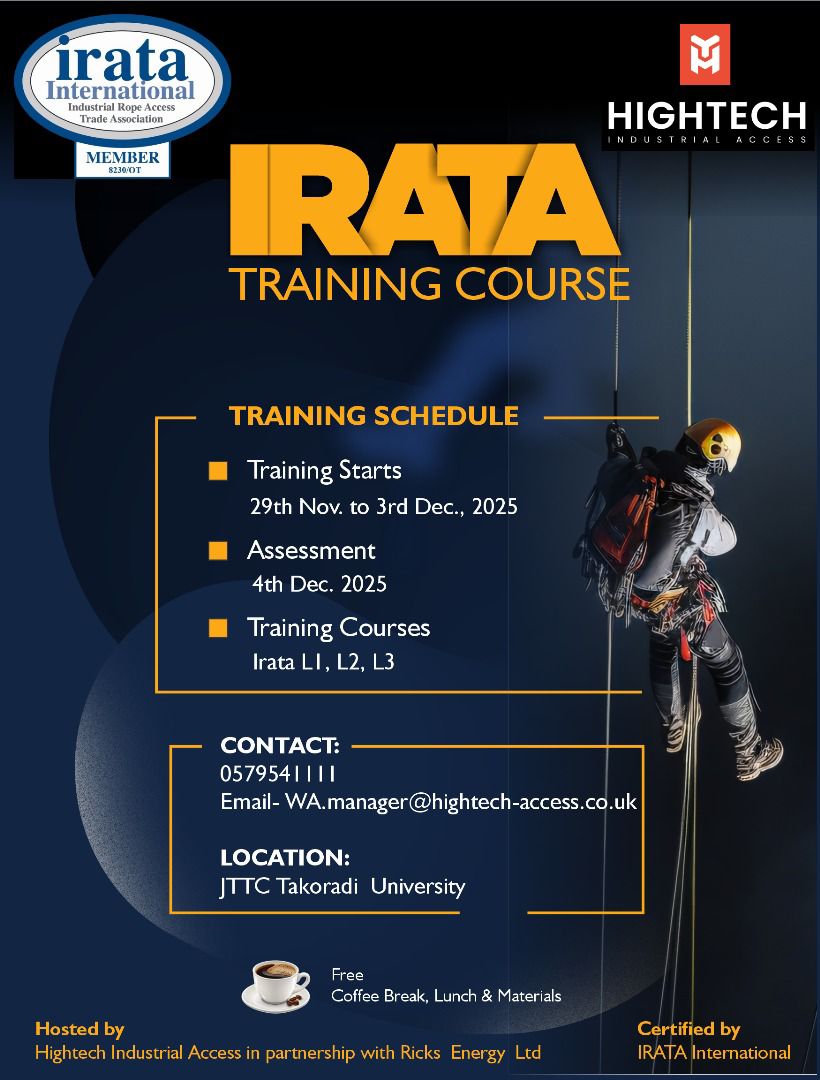 irata
International
Industrial Rope Access
Trade Association
MEMBER
8230/OT
HIGHTECH
INDUSTRIAL ACCESS
IRATA
TRAINING COURSE
TRAINING SCHEDULE
Training Starts
29th Nov. to 3rd Dec., 2025
Assessment
4th Dec. 2025
Training Courses
Irata L1, L2, L3
CONTACT:
0579541111
Email- WA.manager@hightech-access.co.uk
LOCATION:
JTTC Takoradi University
Free
Coffee Break, Lunch & Materials
Hosted by
Hightech Industrial Access in partnership with Ricks Energy Ltd
Certified by
IRATA International